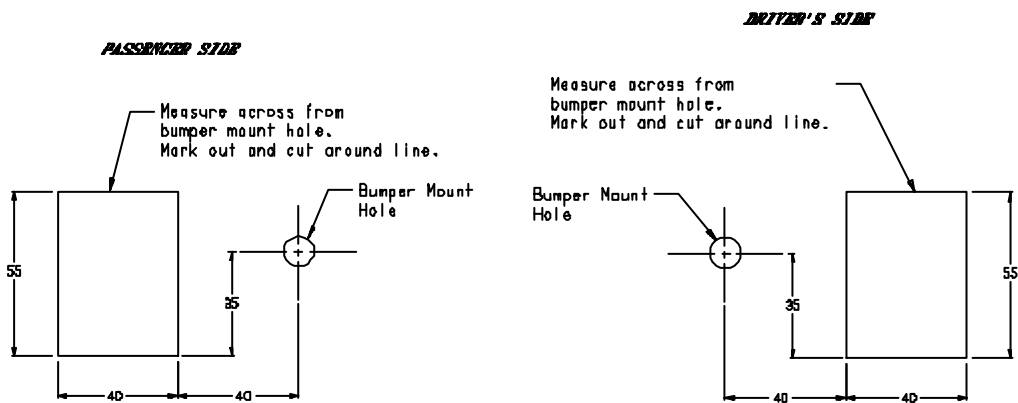 DRIVER'S SIDE
PASSENGER SIDE
Measure across from
bumper mount hole.
Mark out and cut around line.
Measure across from
bumper mount hole.
Mark out and cut around line.
Bumper Mount
Hole
Bumper Mount
Hole
55
35
35
55
40
40
40
40